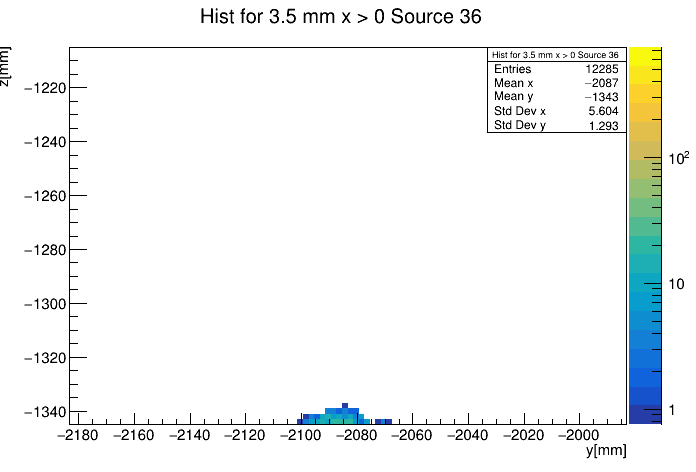 Hist for 3.5 mm x > 0 Source 36
z[mm]
Hist for 3.5 mm x > 0 Source 36
Entries 12285
Mean x −2087
Mean y −1343
Std Dev x 5.604
Std Dev y 1.293
−1220
−1240
−1260
−1280
−1300
−1320
−1340
10²
10
1
−2180 −2160 −2140 −2120 −2100 −2080 −2060 −2040 −2020 −2000
y[mm]